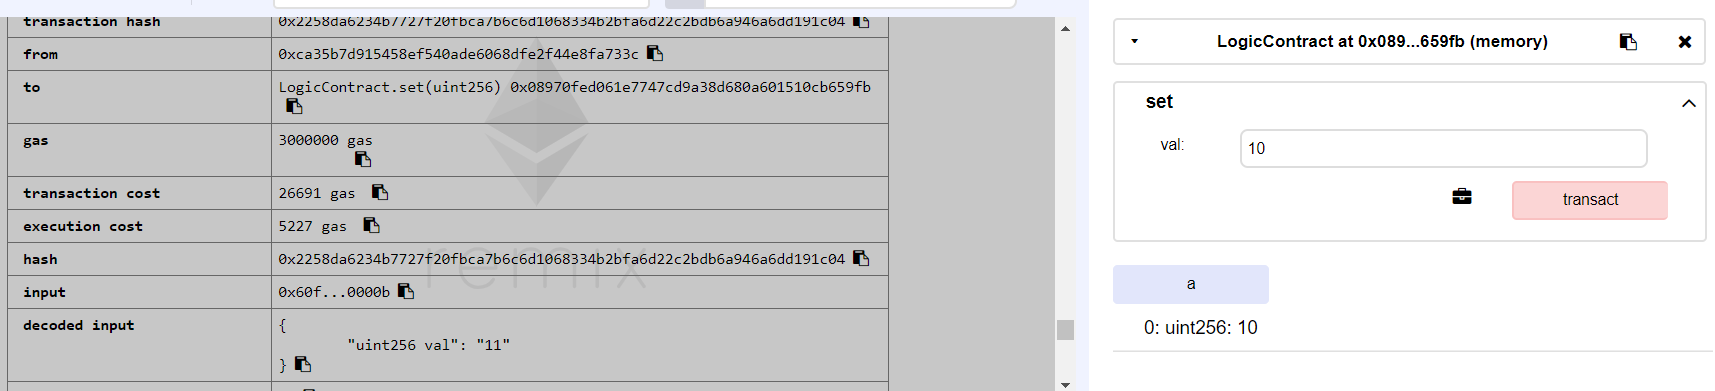 transaction hash 0x2258da6234b7727f20fbca7b6c6d1068334b2bfa6d22c2bdb6a946a6dd191c04
from 0xca35b7d915458ef540ade6068dfe2f44e8fa733c
to LogicContract.set(uint256) 0x08970fed061e7747cd9a38d680a601510cb659fb
gas 3000000 gas
transaction cost 26691 gas
execution cost 5227 gas
hash 0x2258da6234b7727f20fbca7b6c6d1068334b2bfa6d22c2bdb6a946a6dd191c04
remix
input 0x60f...0000b
decoded input {
"uint256 val": "11"
}
LogicContract at 0x089...659fb (memory)
set
val: 10
transact
a
0: uint256: 10